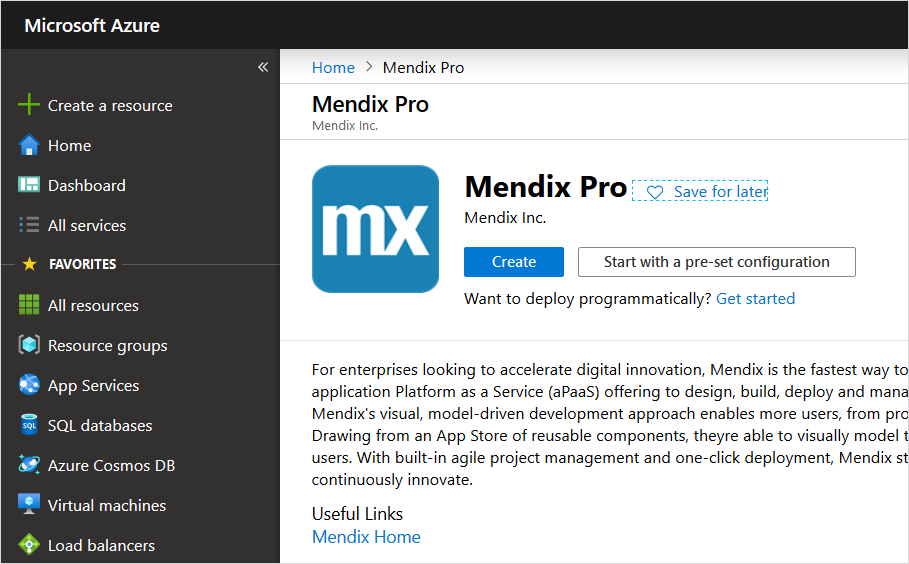 Microsoft Azure
«
Create a resource
Home
Dashboard
All services
FAVORITES
All resources
Resource groups
App Services
SQL
SQL databases
Azure Cosmos DB
Virtual machines
Load balancers
Home > Mendix Pro
Mendix Pro
Mendix Inc.
mx
Mendix Pro
Save for later
Mendix Inc.
Create
Start with a pre-set configuration
Want to deploy programmatically? Get started
For enterprises looking to accelerate digital innovation, Mendix is the fastest way to
application Platform as a Service (aPaaS) offering to design, build, deploy and mana
Mendix's visual, model-driven development approach enables more users, from pro
Drawing from an App Store of reusable components, theyre able to visually model t
users. With built-in agile project management and one-click deployment, Mendix st
continuously innovate.
Useful Links
Mendix Home